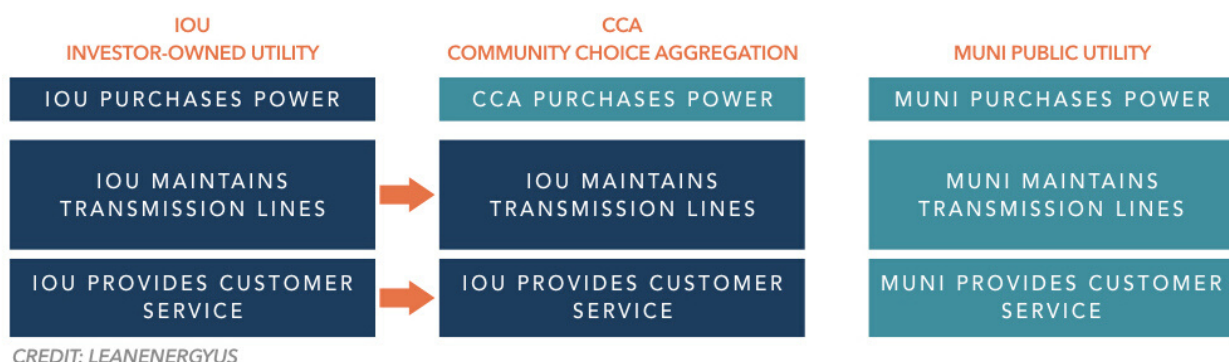 IOU
INVESTOR-OWNED UTILITY
CCA
COMMUNITY CHOICE AGGREGATION
MUNI PUBLIC UTILITY
IOU PURCHASES POWER
CCA PURCHASES POWER
MUNI PURCHASES POWER
IOU MAINTAINS
TRANSMISSION LINES
IOU MAINTAINS
TRANSMISSION LINES
MUNI MAINTAINS
TRANSMISSION LINES
IOU PROVIDES CUSTOMER
SERVICE
IOU PROVIDES CUSTOMER
SERVICE
MUNI PROVIDES CUSTOMER
SERVICE
CREDIT: LEANENERGYUS